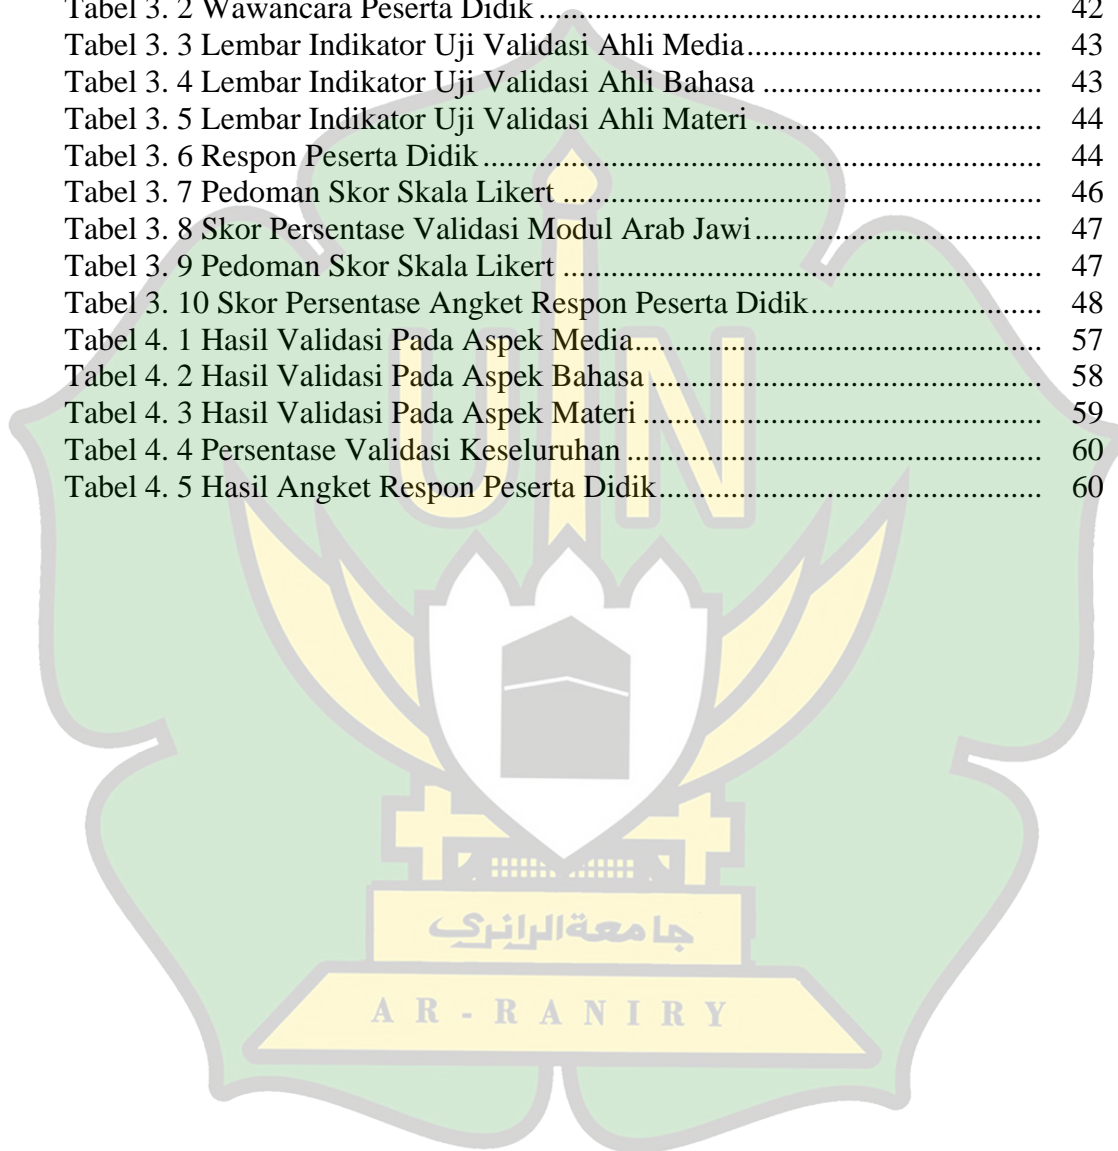 Tabel 3. 2 Wawancara Peserta Didik ................................................................ 42
Tabel 3. 3 Lembar Indikator Uji Validasi Ahli Media..................................... 43
Tabel 3. 4 Lembar Indikator Uji Validasi Ahli Bahasa ................................... 43
Tabel 3. 5 Lembar Indikator Uji Validasi Ahli Materi .................................... 44
Tabel 3. 6 Respon Peserta Didik ....................................................................... 44
Tabel 3. 7 Pedoman Skor Skala Likert ............................................................. 46
Tabel 3. 8 Skor Persentase Validasi Modul Arab Jawi .................................... 47
Tabel 3. 9 Pedoman Skor Skala Likert ............................................................. 47
Tabel 3. 10 Skor Persentase Angket Respon Peserta Didik............................. 48
Tabel 4. 1 Hasil Validasi Pada Aspek Media.................................................... 57
Tabel 4. 2 Hasil Validasi Pada Aspek Bahasa .................................................. 58
Tabel 4. 3 Hasil Validasi Pada Aspek Materi ................................................... 59
Tabel 4. 4 Persentase Validasi Keseluruhan ..................................................... 60
Tabel 4. 5 Hasil Angket Respon Peserta Didik................................................. 60
UIN
جامعةالرانري
AR-RANIRY